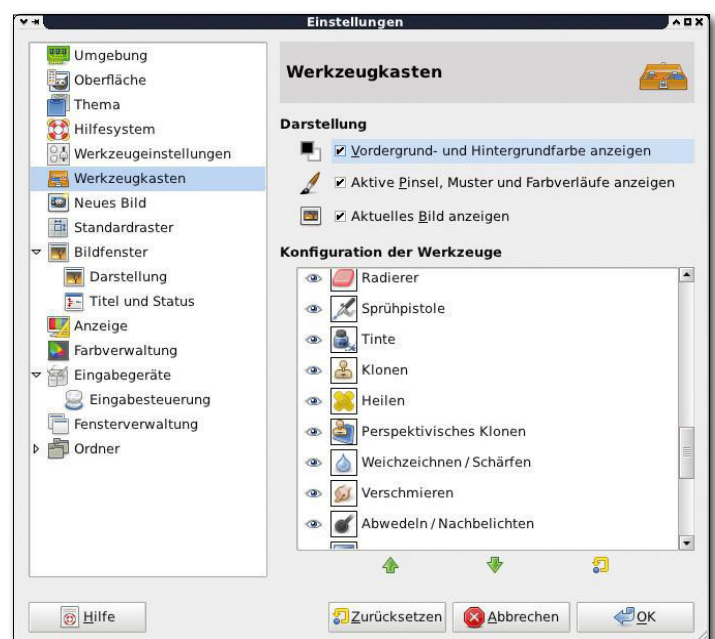 Einstellungen
Umgebung
Oberfläche
Thema
Hilfesystem
Werkzeugeinstellungen
Werkzeugkasten
Neues Bild
Standardraster
Bildfenster
Darstellung
Titel und Status
Anzeige
Farbverwaltung
Eingabegeräte
Eingabesteuerung
Fensterverwaltung
Ordner
Werkzeugkasten
Darstellung
Vordergrund- und Hintergrundfarbe anzeigen
Aktive Pinsel, Muster und Farbverläufe anzeigen
Aktuelles Bild anzeigen
Konfiguration der Werkzeuge
Radierer
Sprühpistole
Tinte
Klonen
Heilen
Perspektivisches Klonen
Weichzeichnen / Schärfen
Verschmieren
Abwedeln / Nachbelichten
Hilfe
Zurücksetzen
Abbrechen
OK